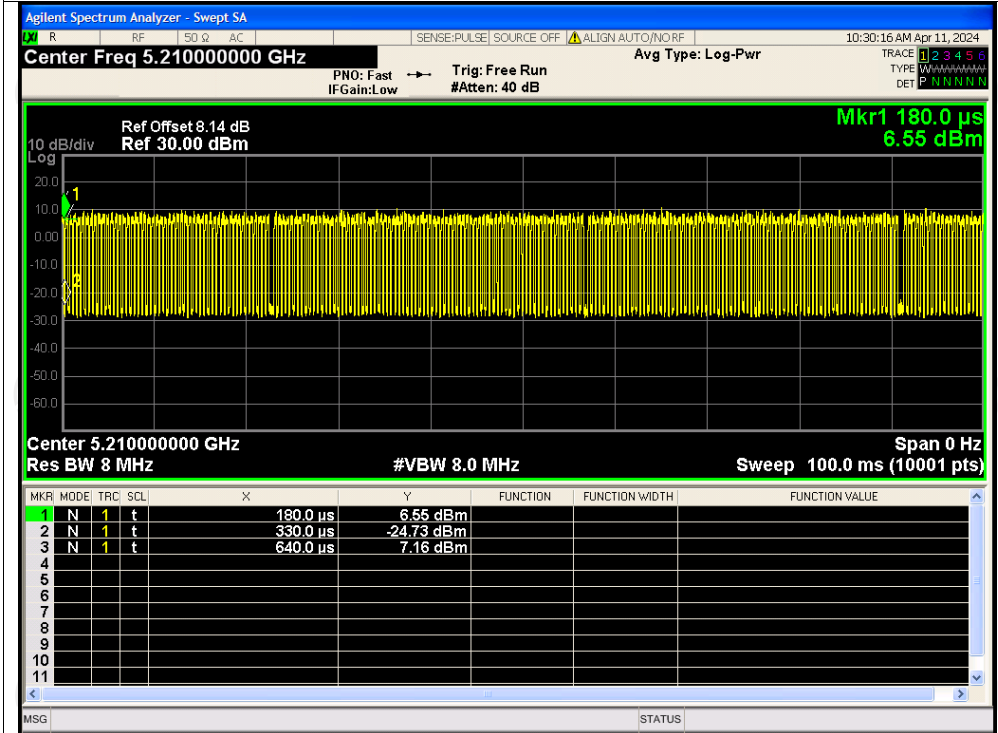 Agilent Spectrum Analyzer - Swept SA
LXI R RF 50 Ω AC SENSE:PULSE SOURCE OFF ALIGN AUTO/NO RF 10:30:16 AM Apr 11, 2024
Center Freq 5.210000000 GHz Avg Type: Log-Pwr TRACE 1 2 3 4 5 6
PNO: Fast Trig: Free Run TYPE WWWWWW
IFGain:Low #Atten: 40 dB DET P N N N N N
Mkr1 180.0 µs
Ref Offset 8.14 dB
10 dB/div Ref 30.00 dBm 6.55 dBm
Log
20.0
1
10.0
0.00
-10.0
2
-20.0
-30.0
-40.0
-50.0
-60.0
Center 5.210000000 GHz Span 0 Hz
Res BW 8 MHz #VBW 8.0 MHz Sweep 100.0 ms (10001 pts)
MKR MODE TRC SCL X Y FUNCTION FUNCTION WIDTH FUNCTION VALUE
1 N 1 t 180.0 µs 6.55 dBm
2 N 1 t 330.0 µs -24.73 dBm
3 N 1 t 640.0 µs 7.16 dBm
4
5
6
7
8
9
10
11
MSG STATUS